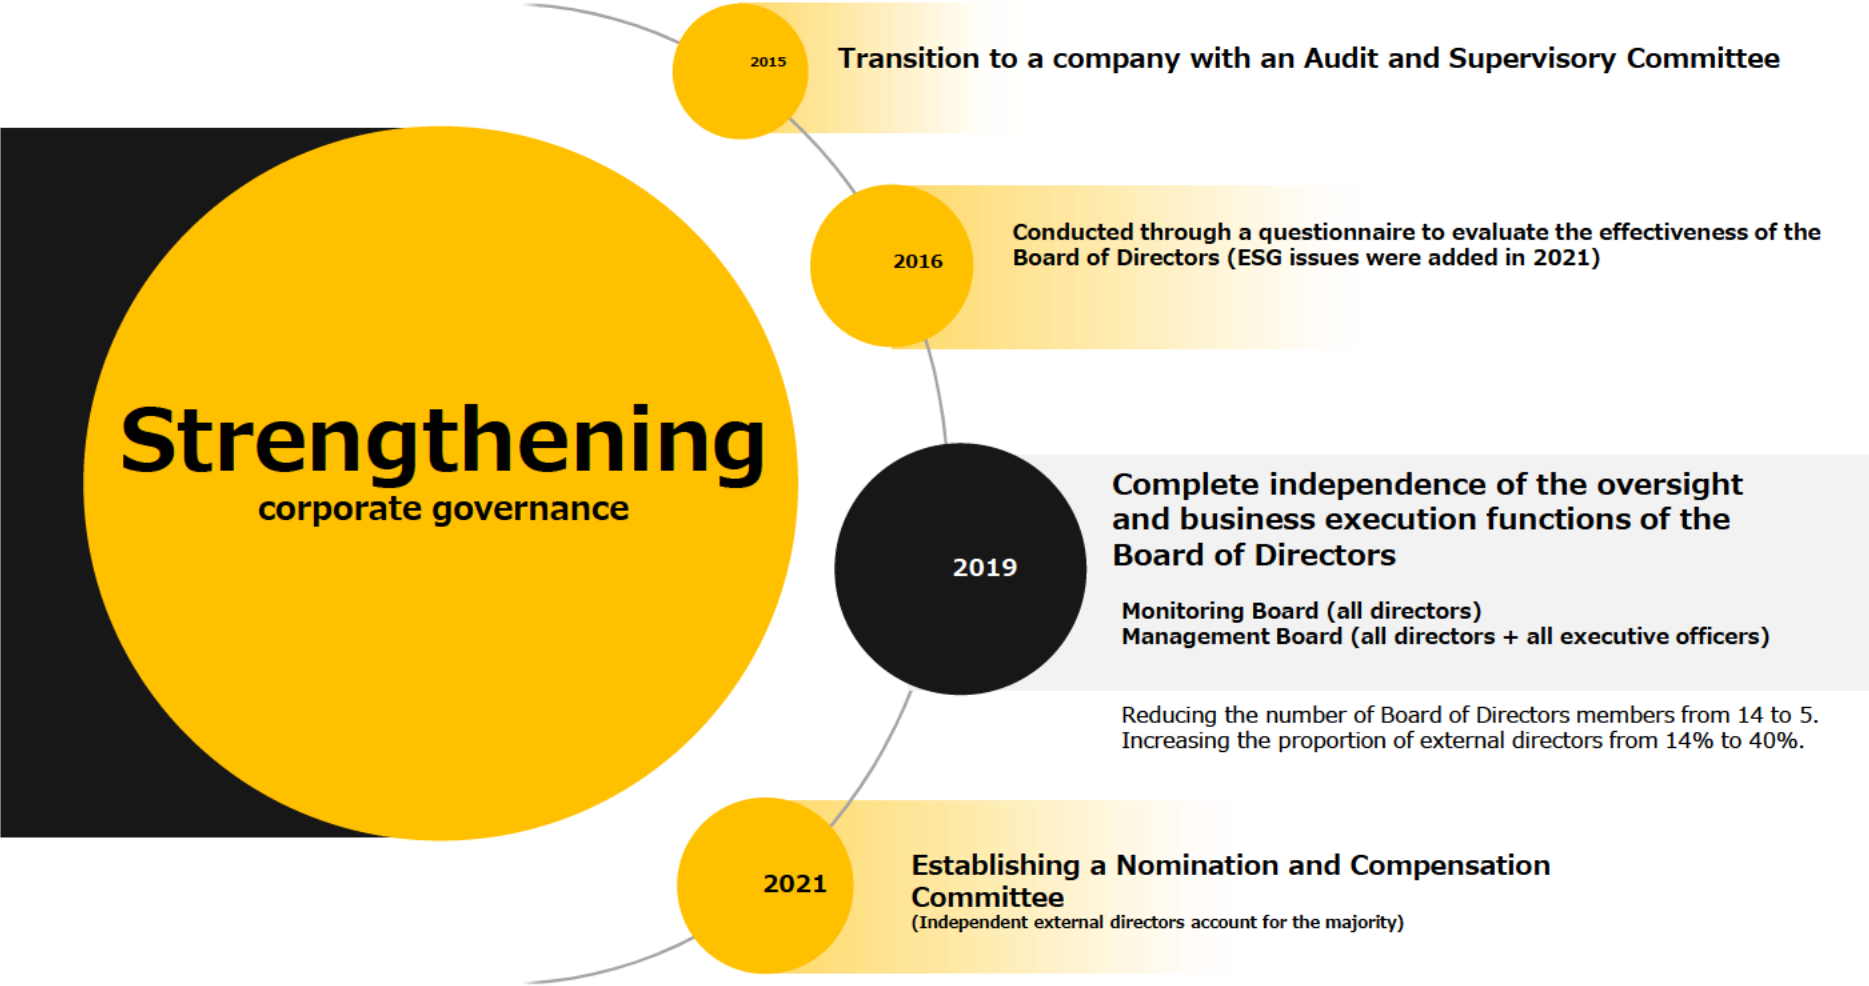 Strengthening
corporate governance
2015
Transition to a company with an Audit and Supervisory Committee
2016
Conducted through a questionnaire to evaluate the effectiveness of the
Board of Directors (ESG issues were added in 2021)
2019
Complete independence of the oversight
and business execution functions of the
Board of Directors
Monitoring Board (all directors)
Management Board (all directors + all executive officers)
Reducing the number of Board of Directors members from 14 to 5.
Increasing the proportion of external directors from 14% to 40%.
2021
Establishing a Nomination and Compensation
Committee
(Independent external directors account for the majority)